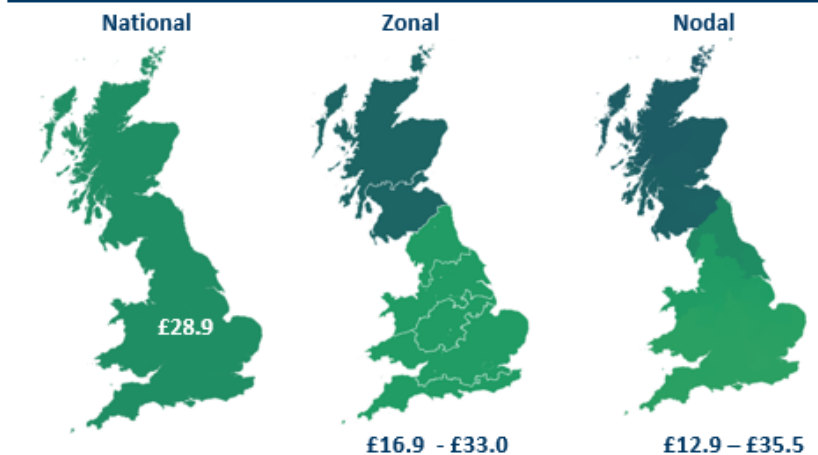 National
Zonal
Nodal
£28.9
£16.9 - £33.0
£12.9 – £35.5